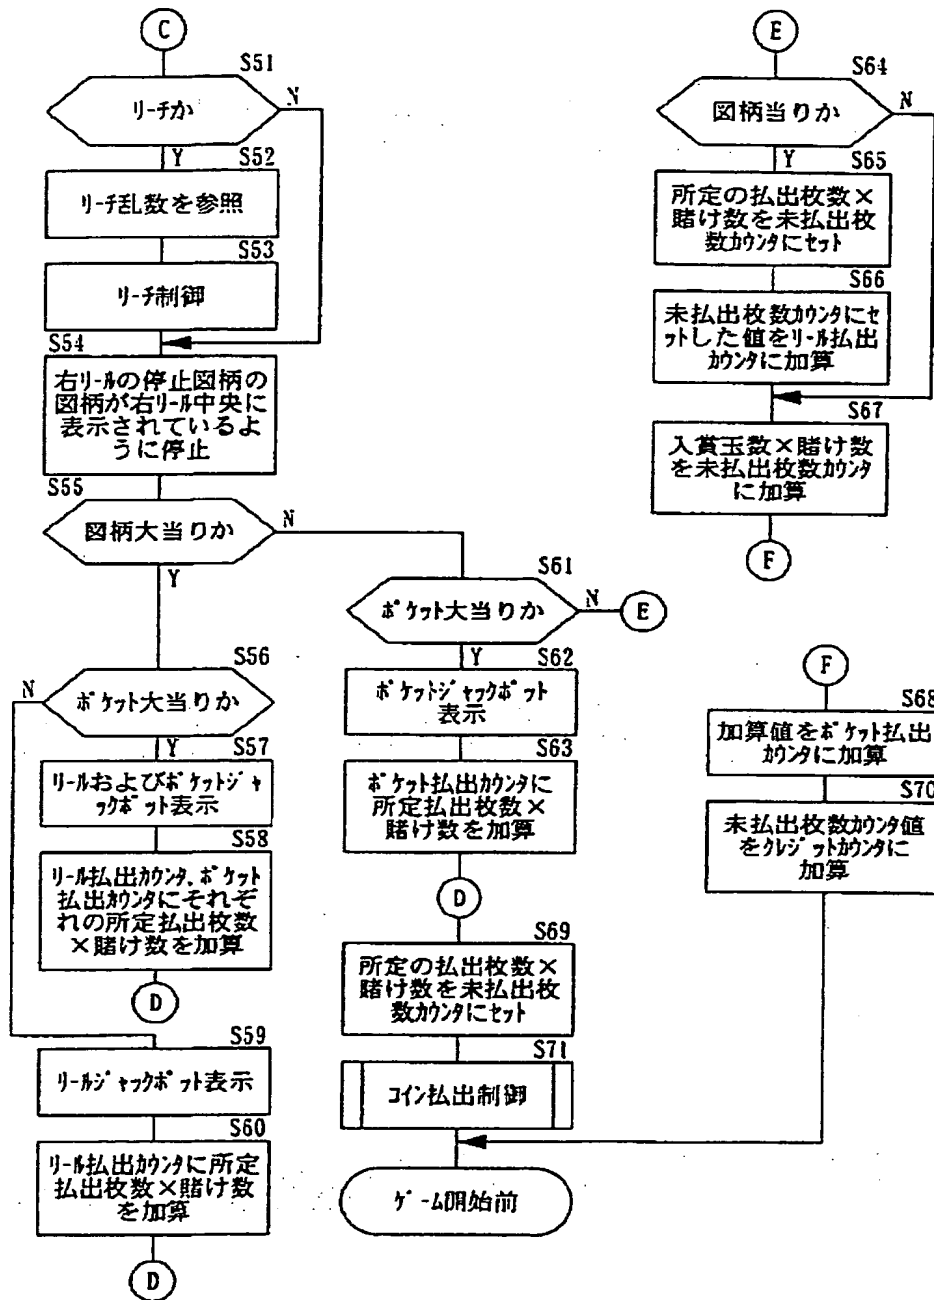 C
S51
リーチか
N
Y
S52
リーチ乱数を参照
S53
リーチ制御
S54
右リールの停止図柄の
図柄が右リール中央に
表示されているよ
うに停止
S55
図柄大当りか
N
Y
S56
ポケット大当りか
N
Y
S57
リールおよびポケットジャ
ックポット表示
S58
リール払出カウンタ、ポケット
払出カウンタにそれぞ
れの所定払出枚数
×賭け数を加算
D
S59
リールジャックポット表示
S60
リール払出カウンタに所定
払出枚数×賭け数
を加算
D
S61
ポケット大当りか
N
E
Y
S62
ポケットジャックポット
表示
S63
ポケット払出カウンタに
所定払出枚数×
賭け数を加算
D
S69
所定の払出枚数×
賭け数を未払出枚
数カウンタにセット
S71
コイン払出制御
ゲーム開始前
E
S64
図柄当りか
N
Y
S65
所定の払出枚数×
賭け数を未払出枚
数カウンタにセット
S66
未払出枚数カウンタにセ
ットした値をリール払出
カウンタに加算
S67
入賞玉数×賭け数
を未払出枚数カウンタ
に加算
F
F
S68
加算値をポケット払出
カウンタに加算
S70
未払出枚数カウンタ値
をクレジットカウンタに
加算